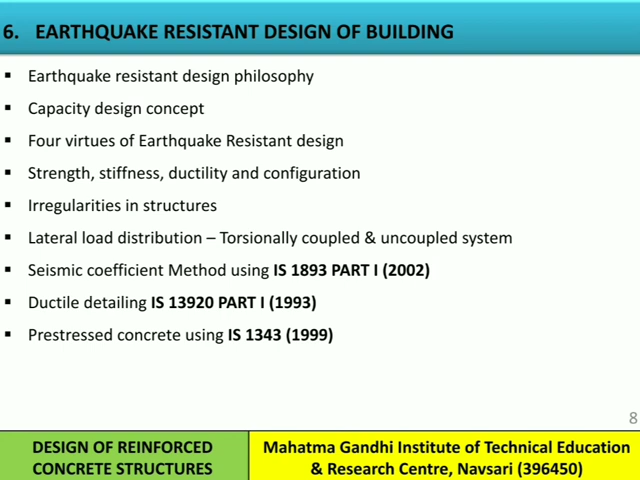 6. EARTHQUAKE RESISTANT DESIGN OF BUILDING
▪ Earthquake resistant design philosophy
▪ Capacity design concept
▪ Four virtues of Earthquake Resistant design
▪ Strength, stiffness, ductility and configuration
▪ Irregularities in structures
▪ Lateral load distribution – Torsionally coupled & uncoupled system
▪ Seismic coefficient Method using IS 1893 PART I (2002)
▪ Ductile detailing IS 13920 PART I (1993)
▪ Prestressed concrete using IS 1343 (1999)
8
DESIGN OF REINFORCED
CONCRETE STRUCTURES
Mahatma Gandhi Institute of Technical Education
& Research Centre, Navsari (396450)